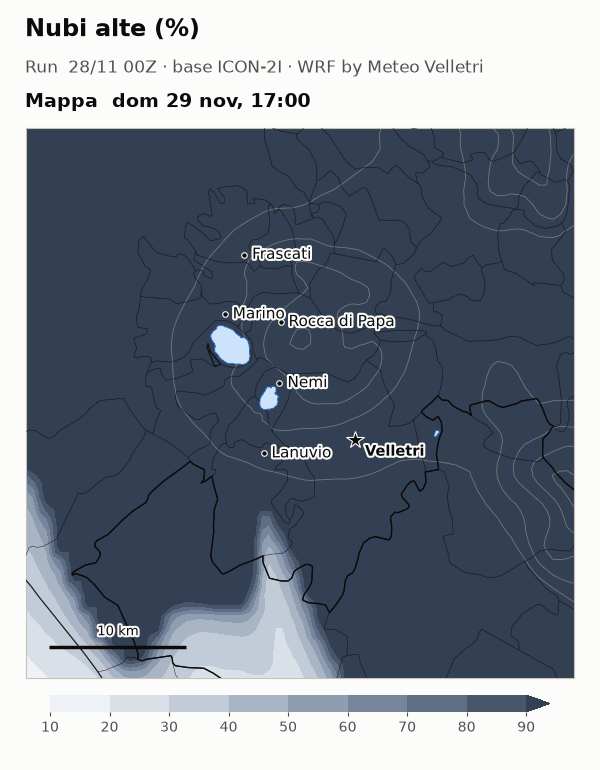 Nubi alte (%)
Run 28/11 00Z · base ICON-2I · WRF by Meteo Velletri
Mappa dom 29 nov, 17:00
Frascati
Marino
Rocca di Papa
Nemi
Velletri
Lanuvio
10 km
10 20 30 40 50 60 70 80 90